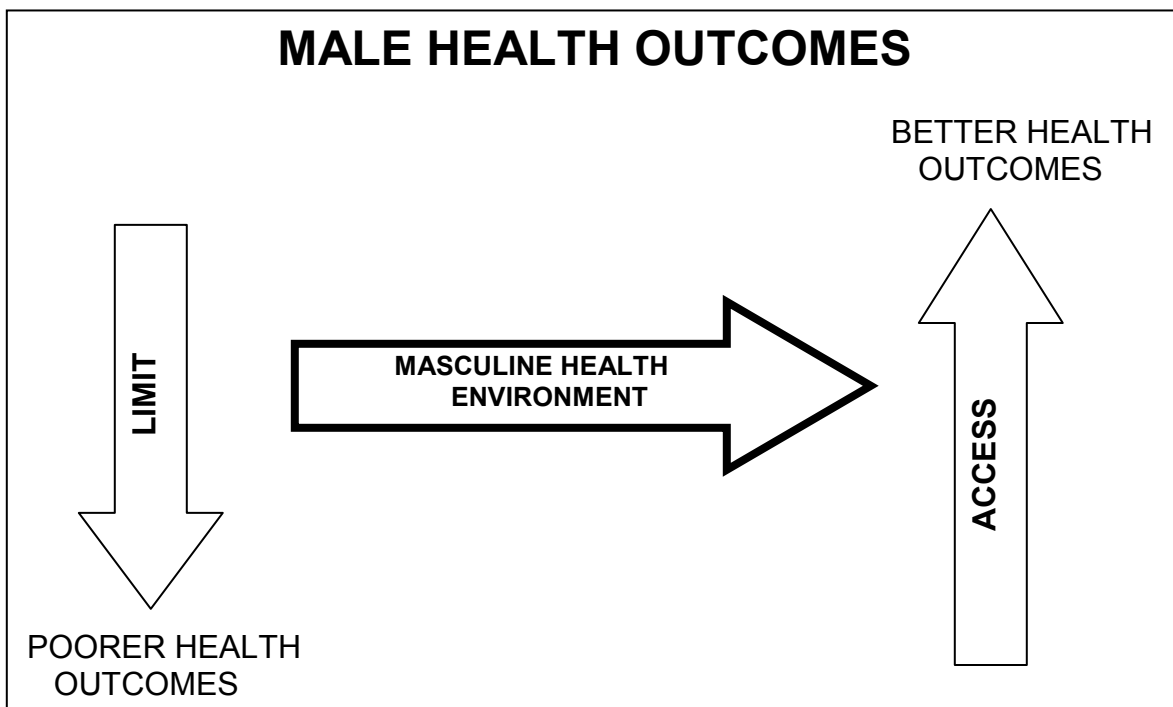 MALE HEALTH OUTCOMES
BETTER HEALTH
OUTCOMES
LIMIT
MASCULINE HEALTH
ENVIRONMENT
ACCESS
POORER HEALTH
OUTCOMES